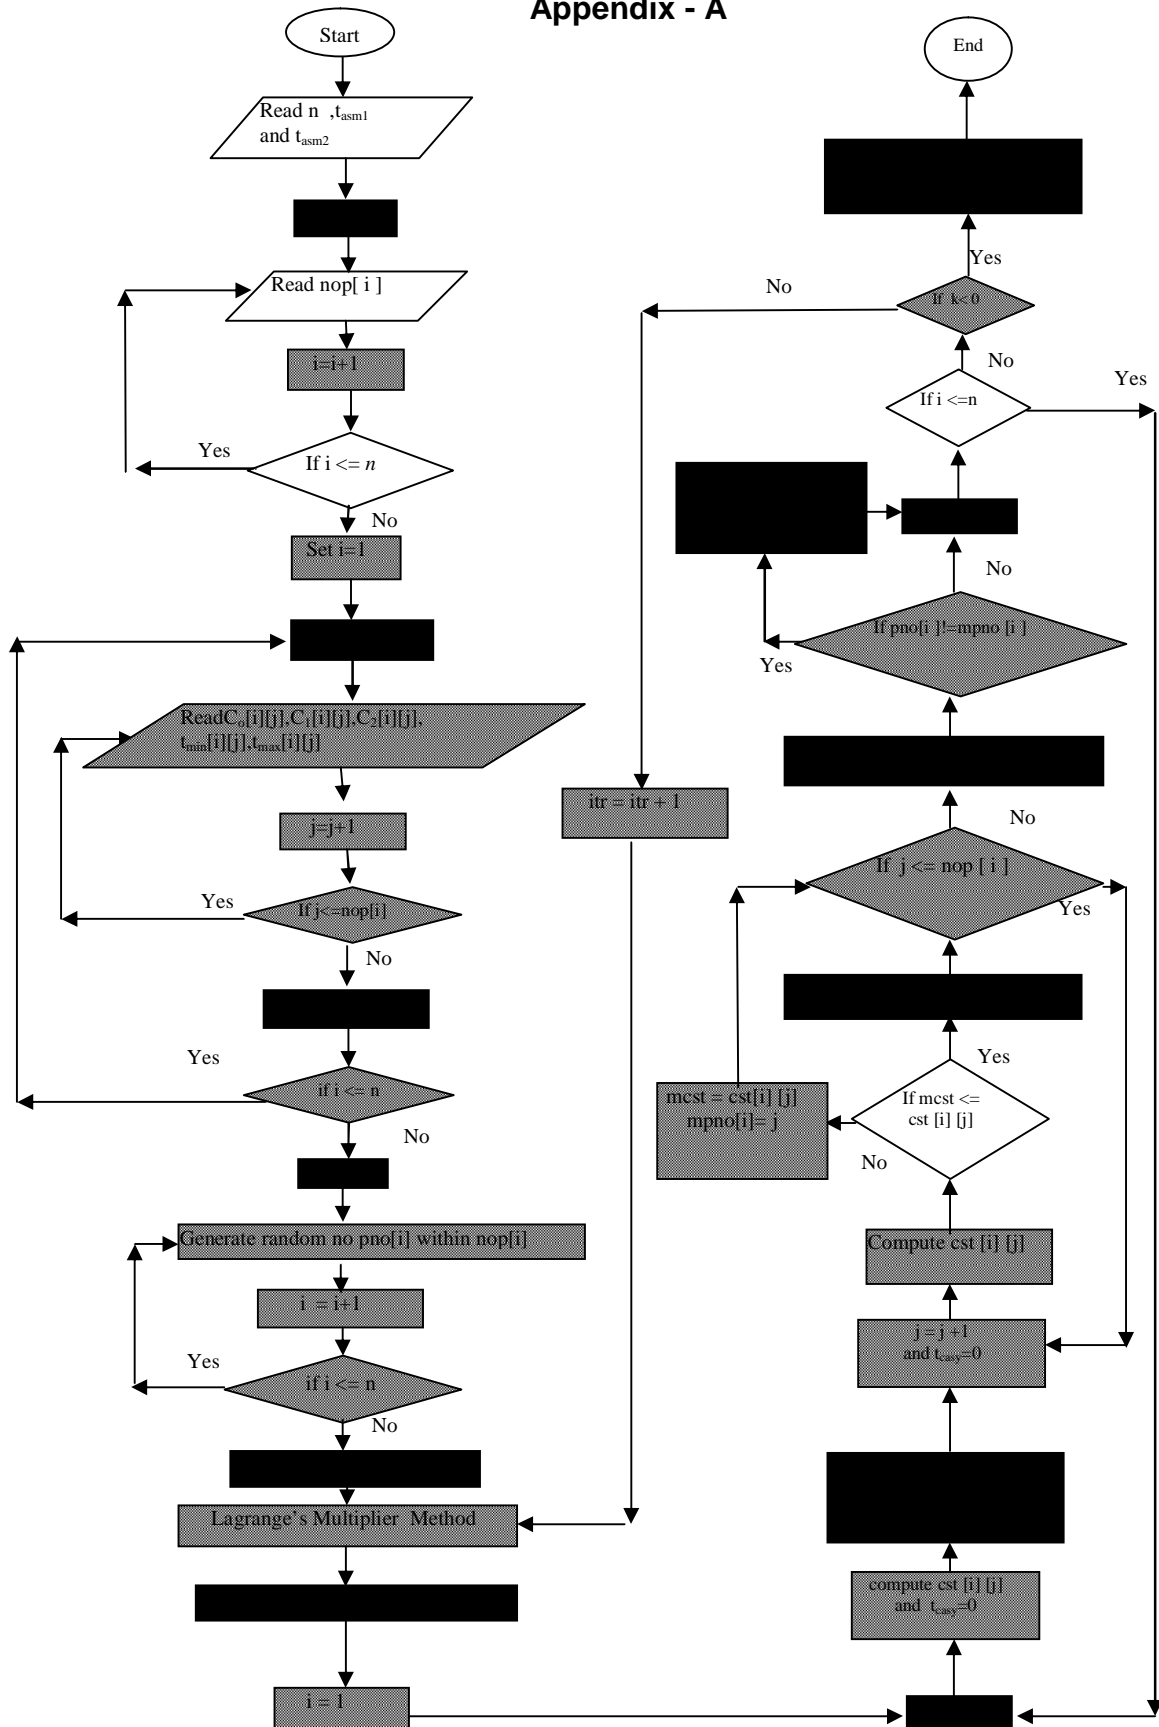 Appendix - A
Start
Read n ,tasm1
and tasm2
Read nop[ i ]
i=i+1
Yes
If i <= n
No
Set i=1
ReadCo[i][j],C1[i][j],C2[i][j],
tmin[i][j],tmax[i][j]
j=j+1
Yes
If j<=nop[i]
No
Yes
if i <= n
No
Generate random no pno[i] within nop[i]
i = i+1
Yes
if i <= n
No
Lagrange's Multiplier Method
i = 1
itr = itr + 1
End
Yes
No
If k< 0
No
Yes
If i <=n
No
If pno[i ]!=mpno [i ]
Yes
No
If j <= nop [ i ]
Yes
Yes
mcst = cst[i] [j]
mpno[i]= j
If mcst <=
cst [i] [j]
No
Compute cst [i] [j]
j = j +1
and tcasy=0
compute cst [i] [j]
and tcasy=0